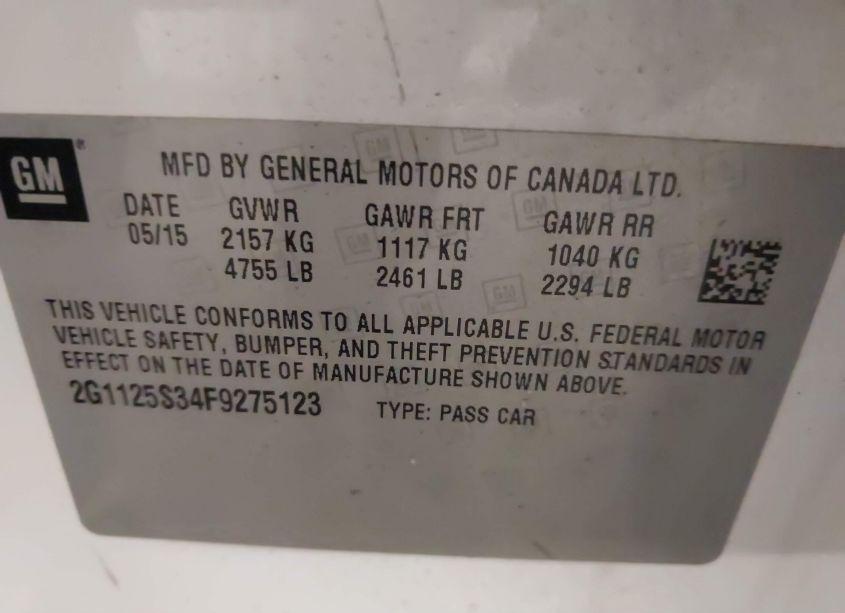 GM
MFD BY GENERAL MOTORS OF CANADA LTD.
DATE GVWR GAWR FRT GAWR RR
05/15 2157 KG 1117 KG 1040 KG
4755 LB 2461 LB 2294 LB
THIS VEHICLE CONFORMS TO ALL APPLICABLE U.S. FEDERAL MOTOR
VEHICLE SAFETY, BUMPER, AND THEFT PREVENTION STANDARDS IN
EFFECT ON THE DATE OF MANUFACTURE SHOWN ABOVE.
2G1125S34F9275123 TYPE: PASS CAR